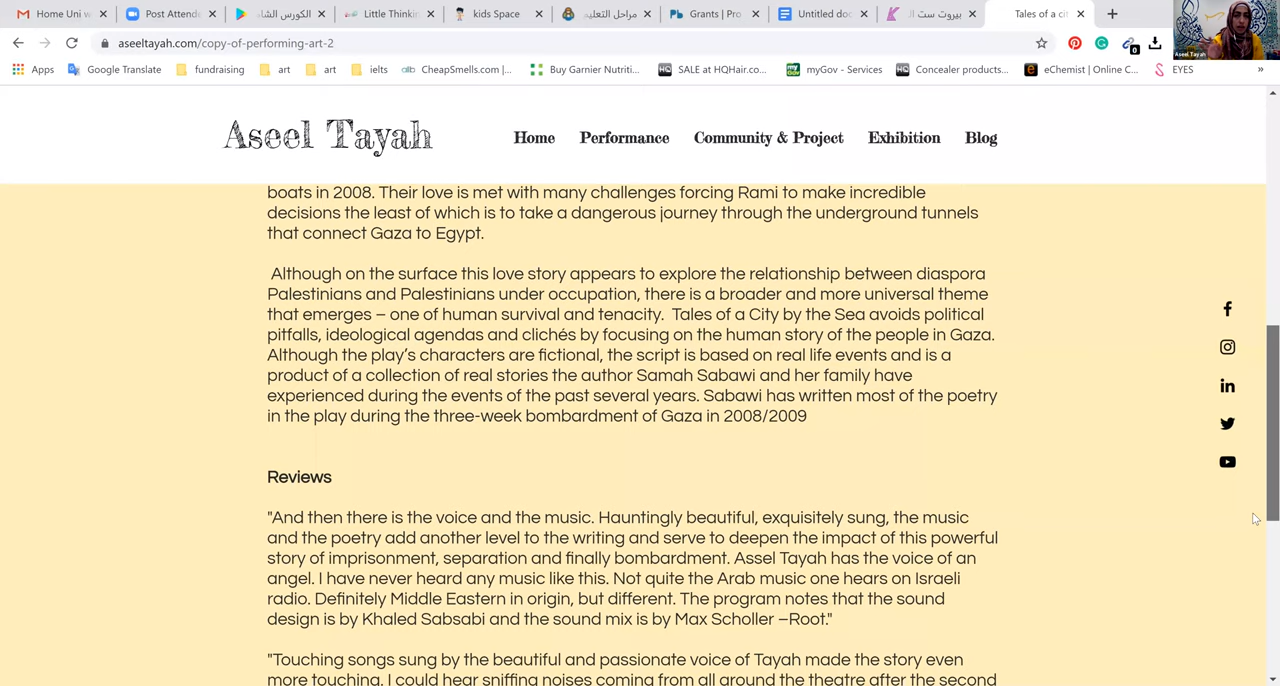 Home Uni w
Post Attend
الكورس الشا
Little Thinki
kids Space
مراحل التعليم
Grants | Pro
Untitled doc
بيروت ست ال
Tales of a cit
aseeltayah.com/copy-of-performing-art-2
0
Aseel Tayah
Apps
Google Translate
fundraising
art
art
ielts
CheapSmells.com |...
Buy Garnier Nutriti...
SALE at HQHair.co...
myGov - Services
Concealer products...
eChemist | Online C...
EYES
»
Aseel Tayah
Home
Performance
Community & Project
Exhibition
Blog
boats in 2008. Their love is met with many challenges forcing Rami to make incredible
decisions the least of which is to take a dangerous journey through the underground tunnels
that connect Gaza to Egypt.
Although on the surface this love story appears to explore the relationship between diaspora
Palestinians and Palestinians under occupation, there is a broader and more universal theme
that emerges – one of human survival and tenacity. Tales of a City by the Sea avoids political
pitfalls, ideological agendas and clichés by focusing on the human story of the people in Gaza.
Although the play's characters are fictional, the script is based on real life events and is a
product of a collection of real stories the author Samah Sabawi and her family have
experienced during the events of the past several years. Sabawi has written most of the poetry
in the play during the three-week bombardment of Gaza in 2008/2009
Reviews
"And then there is the voice and the music. Hauntingly beautiful, exquisitely sung, the music
and the poetry add another level to the writing and serve to deepen the impact of this powerful
story of imprisonment, separation and finally bombardment. Assel Tayah has the voice of an
angel. I have never heard any music like this. Not quite the Arab music one hears on Israeli
radio. Definitely Middle Eastern in origin, but different. The program notes that the sound
design is by Khaled Sabsabi and the sound mix is by Max Scholler –Root."
"Touching songs sung by the beautiful and passionate voice of Tayah made the story even
more touching. I could hear sniffing noises coming from all around the theatre after the second